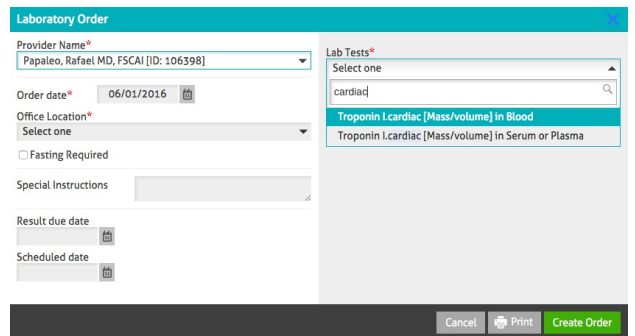 Laboratory Order
X
Provider Name*
Papaleo, Rafael MD, FSCAI [ID: 106398]
Order date* 06/01/2016
Office Location*
Select one
Fasting Required
Special Instructions
Result due date
Scheduled date
Lab Tests*
Select one
cardiac
Troponin I.cardiac [Mass/volume] in Blood
Troponin I.cardiac [Mass/volume] in Serum or Plasma
Cancel Print Create Order